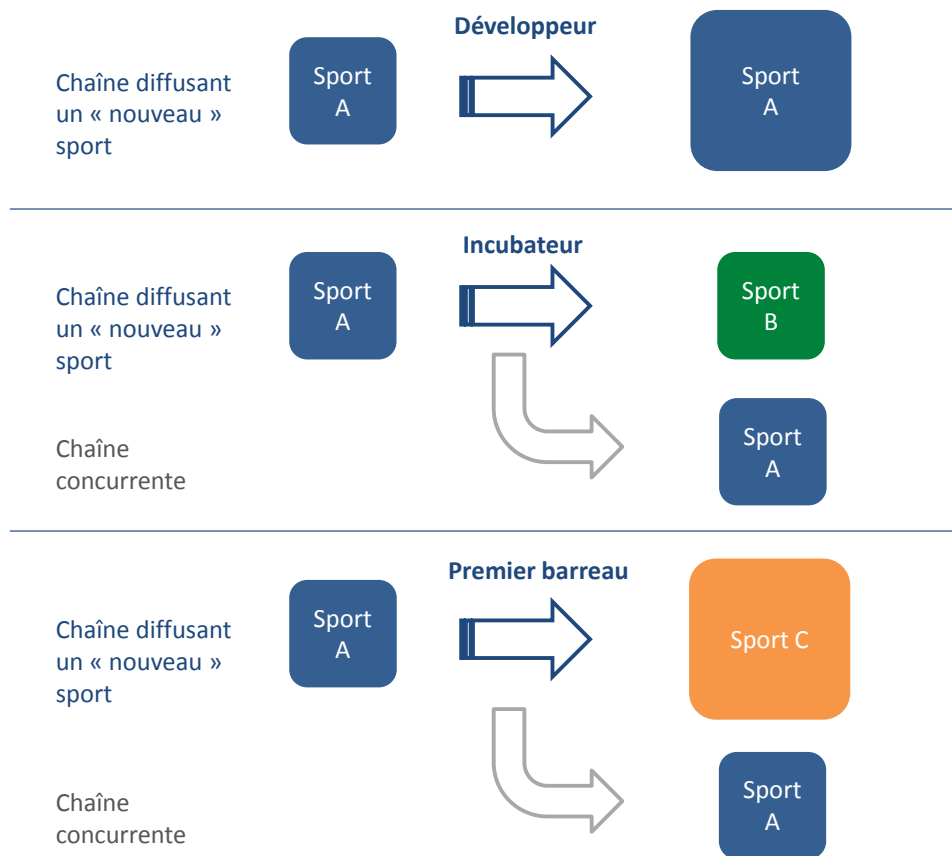 Développeur
Chaîne diffusant
un « nouveau »
sport
Sport
A
Sport
A
Incubateur
Chaîne diffusant
un « nouveau »
sport
Sport
A
Sport
B
Chaîne
concurrente
Sport
A
Premier barreau
Chaîne diffusant
un « nouveau »
sport
Sport
A
Sport C
Chaîne
concurrente
Sport
A